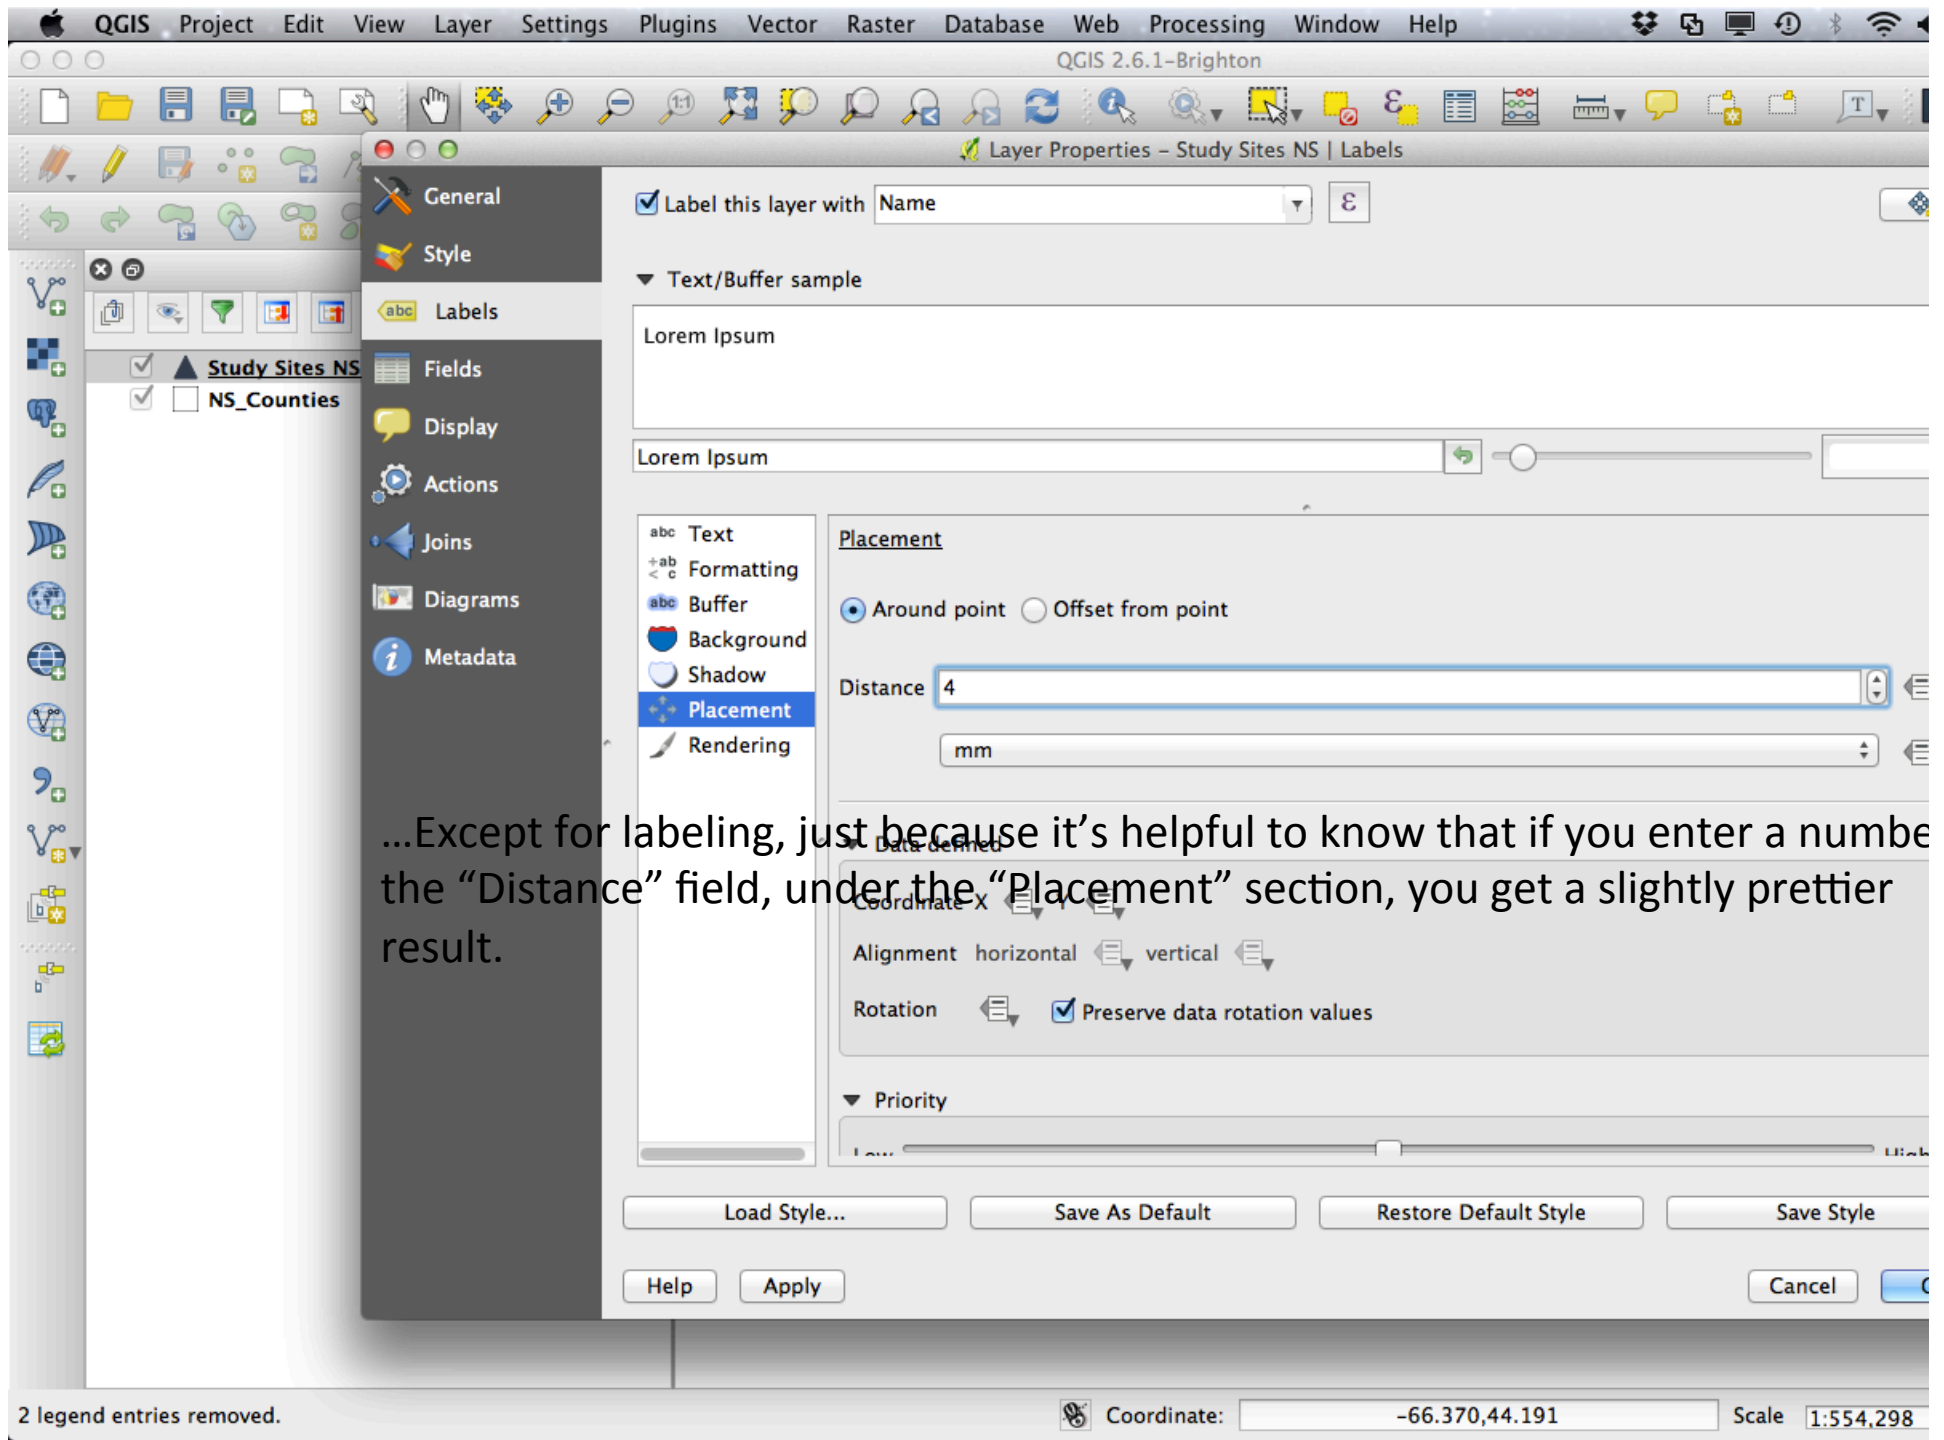 QGIS Project Edit View Layer Settings Plugins Vector Raster Database Web Processing Window Help
QGIS 2.6.1-Brighton
Layer Properties - Study Sites NS | Labels
General
Style
Labels
Fields
Display
Actions
Joins
Diagrams
Metadata
Study Sites NS
NS_Counties
Label this layer with Name
Text/Buffer sample
Lorem Ipsum
Lorem Ipsum
Text
Formatting
Buffer
Background
Shadow
Placement
Rendering
Placement
Around point Offset from point
Distance 4
mm
…Except for labeling, just because it’s helpful to know that if you enter a numbe
the “Distance” field, under the “Placement” section, you get a slightly prettier
result.
Data defined
Coordinate X Y
Alignment horizontal vertical
Rotation Preserve data rotation values
Priority
Low High
Load Style... Save As Default Restore Default Style Save Style
Help Apply Cancel
2 legend entries removed.
Coordinate: -66.370,44.191 Scale 1:554,298